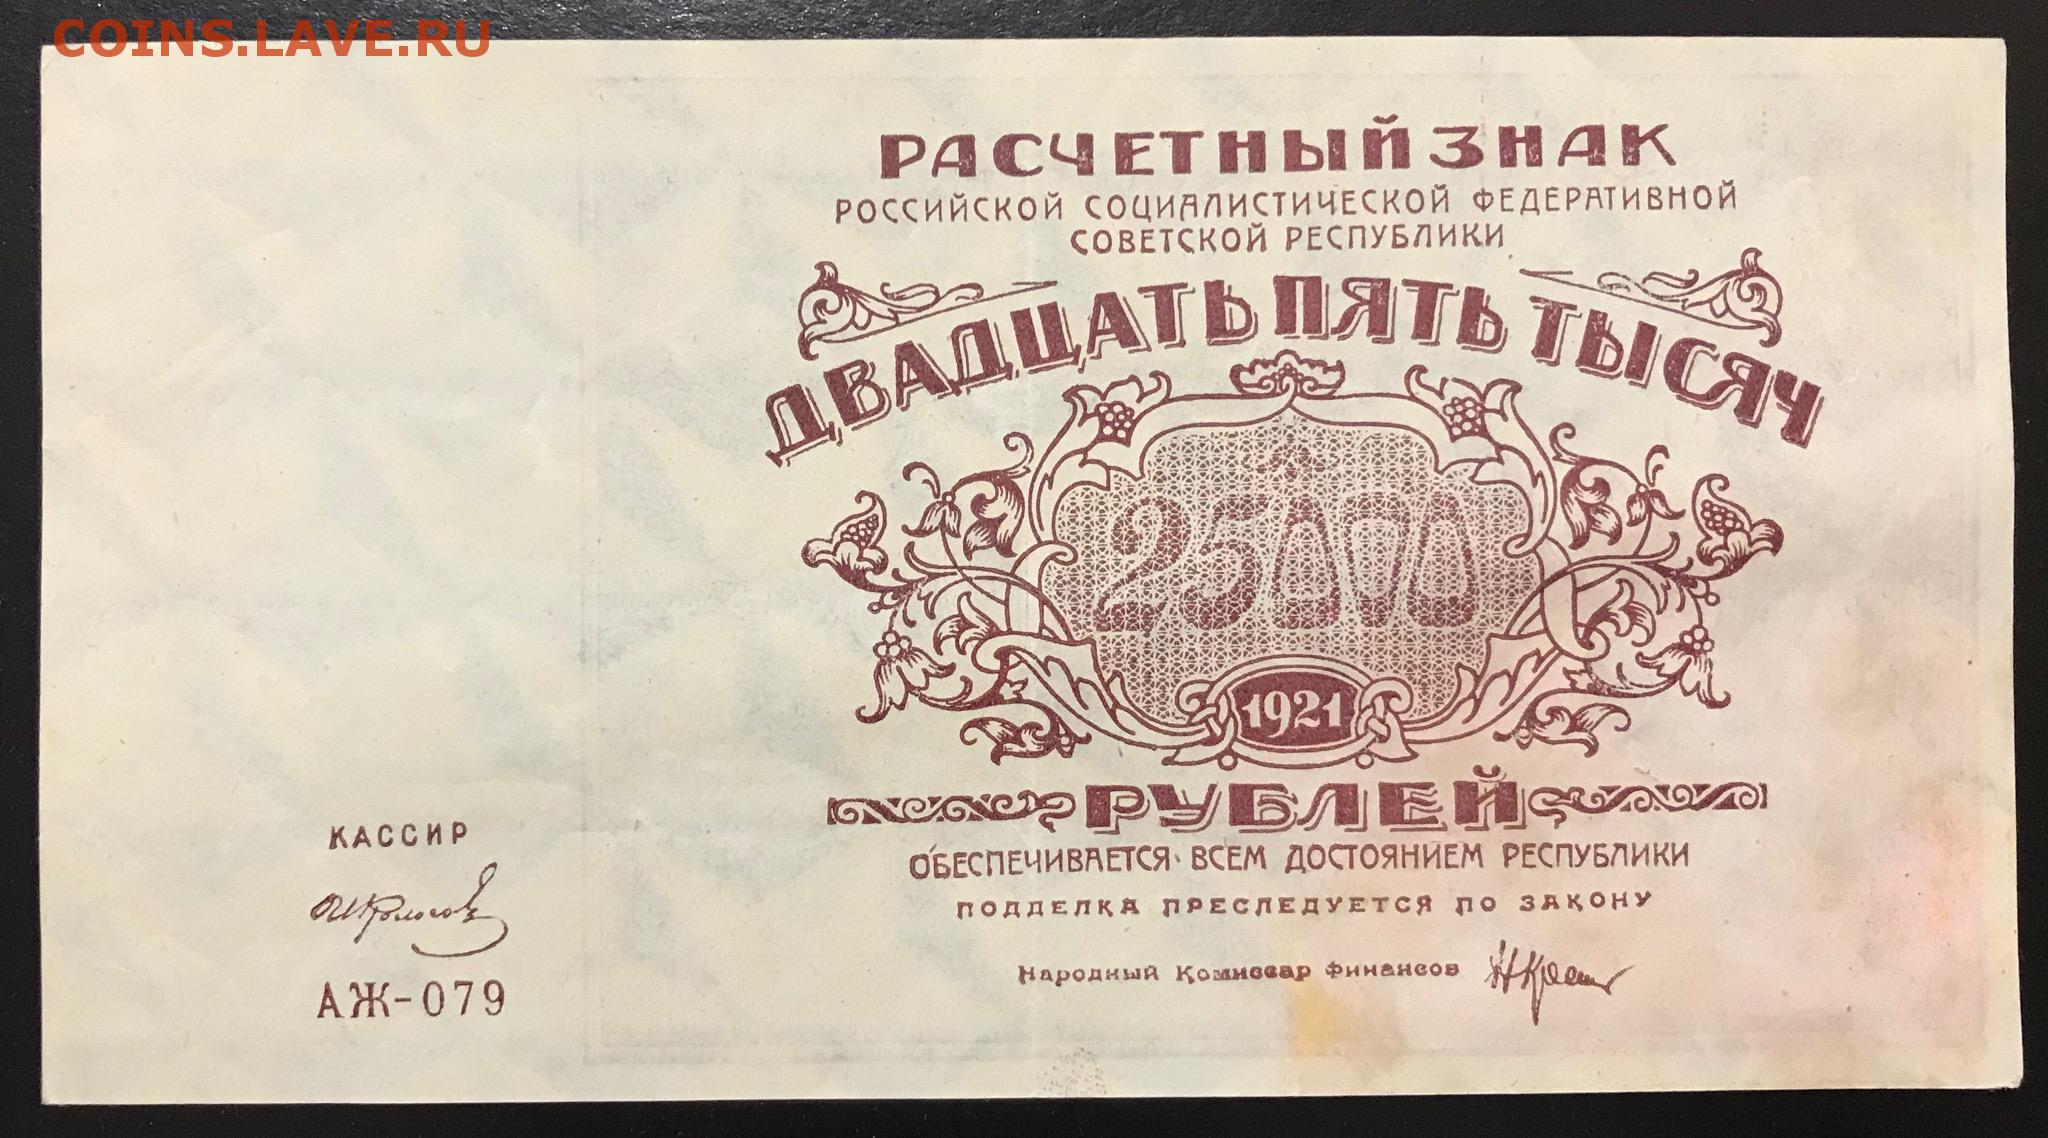 COINS.LAVE.RU
РАСЧЕТНЫЙ ЗНАК
РОССИЙСКОЙ СОЦИАЛИСТИЧЕСКОЙ ФЕДЕРАТИВНОЙ
СОВЕТСКОЙ РЕСПУБЛИКИ
ДВАДЦАТЬ ПЯТЬ ТЫСЯЧ
25000
1921
РУБЛЕЙ
ОБЕСПЕЧИВАЕТСЯ ВСЕМ ДОСТОЯНИЕМ РЕСПУБЛИКИ
ПОДДЕЛКА ПРЕСЛЕДУЕТСЯ ПО ЗАКОНУ
Народный Комиссар Финансов
КАССИР
АЖ-079